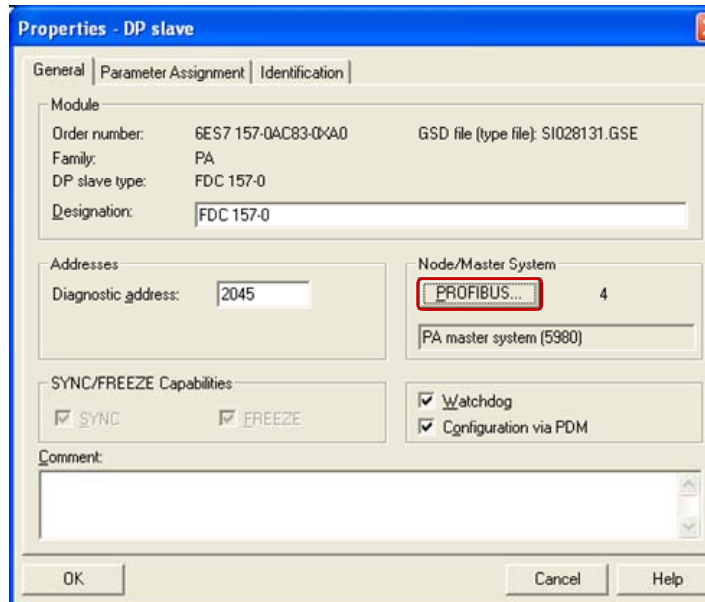 Properties - DP slave
General Parameter Assignment Identification
Module
Order number: 6ES7 157-0AC83-0XA0 GSD file (type file): SI028131.GSE
Family: PA
DP slave type: FDC 157-0
Designation: FDC 157-0
Addresses
Diagnostic address: 2045
Node/Master System
PROFIBUS... 4
PA master system (5980)
SYNC/FREEZE Capabilities
SYNC FREEZE
Watchdog
Configuration via PDM
Comment:
OK Cancel Help